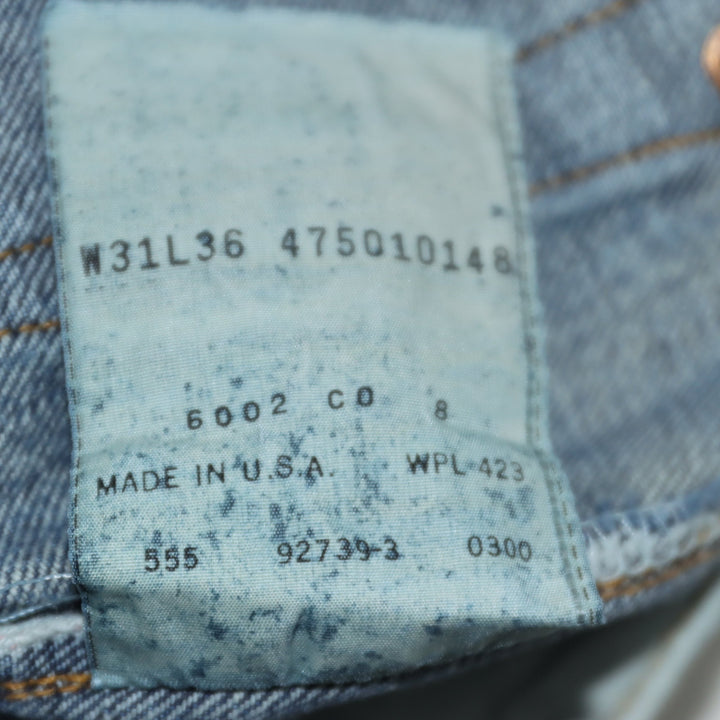 W31L36 475010148
6002 CO 8
MADE IN U.S.A. WPL-423
555 92739-3 0300